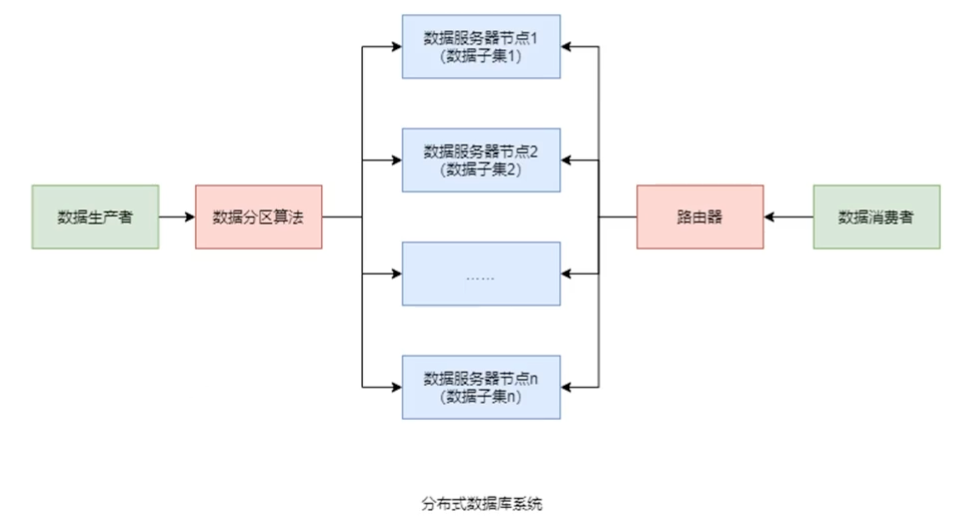 数据服务器节点1
（数据子集1）
数据服务器节点2
（数据子集2）
数据生产者
数据分区算法
路由器
数据消费者
……
数据服务器节点n
（数据子集n）
分布式数据库系统